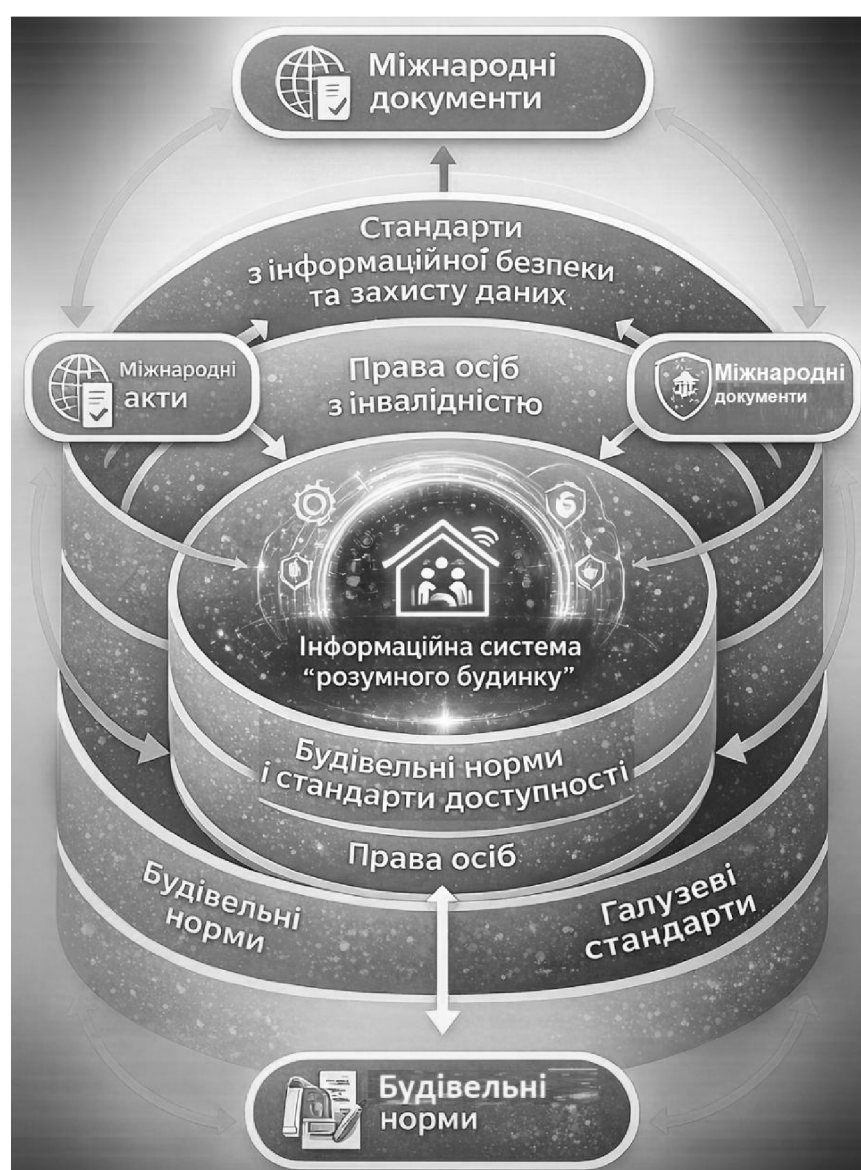 Міжнародні
документи
Стандарти
з інформаційної безпеки
та захисту даних
Міжнародні
акти
Права осіб
з інвалідністю
Міжнародні
документи
Інформаційна система
“розумного будинку”
Будівельні норми
і стандарти доступності
Права осіб
Будівельні
норми
Галузеві
стандарти
Будівельні
норми